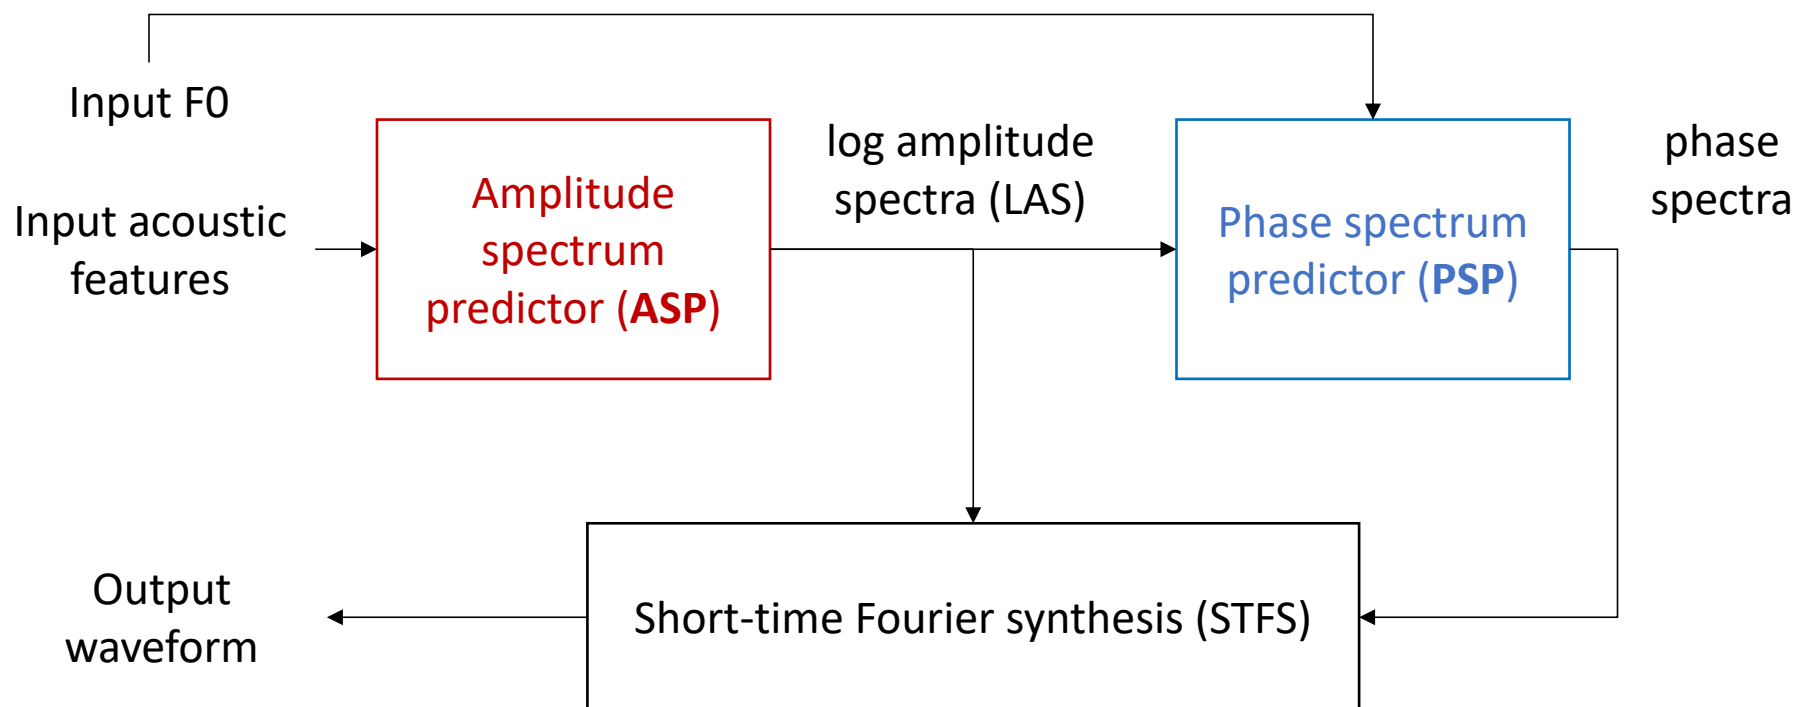 Input F0
Input acoustic
features
Amplitude
spectrum
predictor (ASP)
log amplitude
spectra (LAS)
Phase spectrum
predictor (PSP)
phase
spectra
Output
waveform
Short-time Fourier synthesis (STFS)